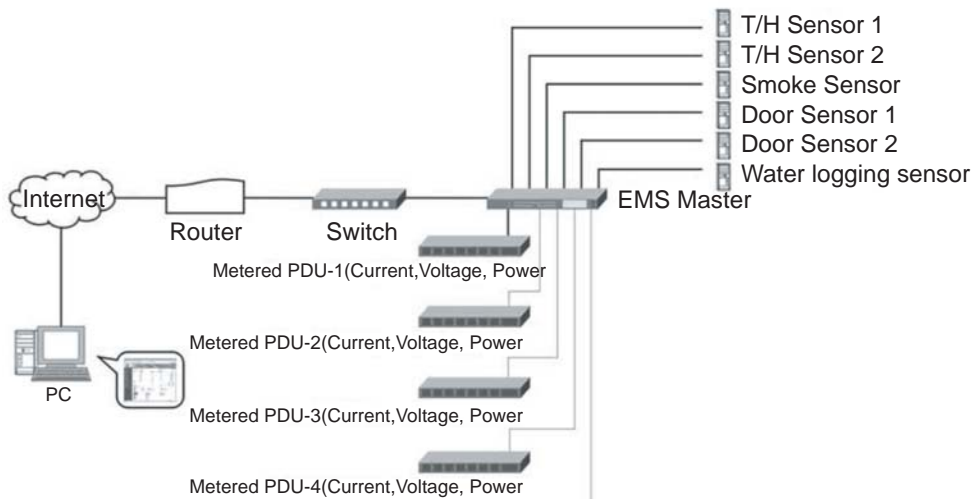 T/H Sensor 1
T/H Sensor 2
Smoke Sensor
Door Sensor 1
Door Sensor 2
Water logging sensor
Internet
Router
Switch
EMS Master
Metered PDU-1(Current,Voltage, Power
Metered PDU-2(Current,Voltage, Power
PC
Metered PDU-3(Current,Voltage, Power
Metered PDU-4(Current,Voltage, Power